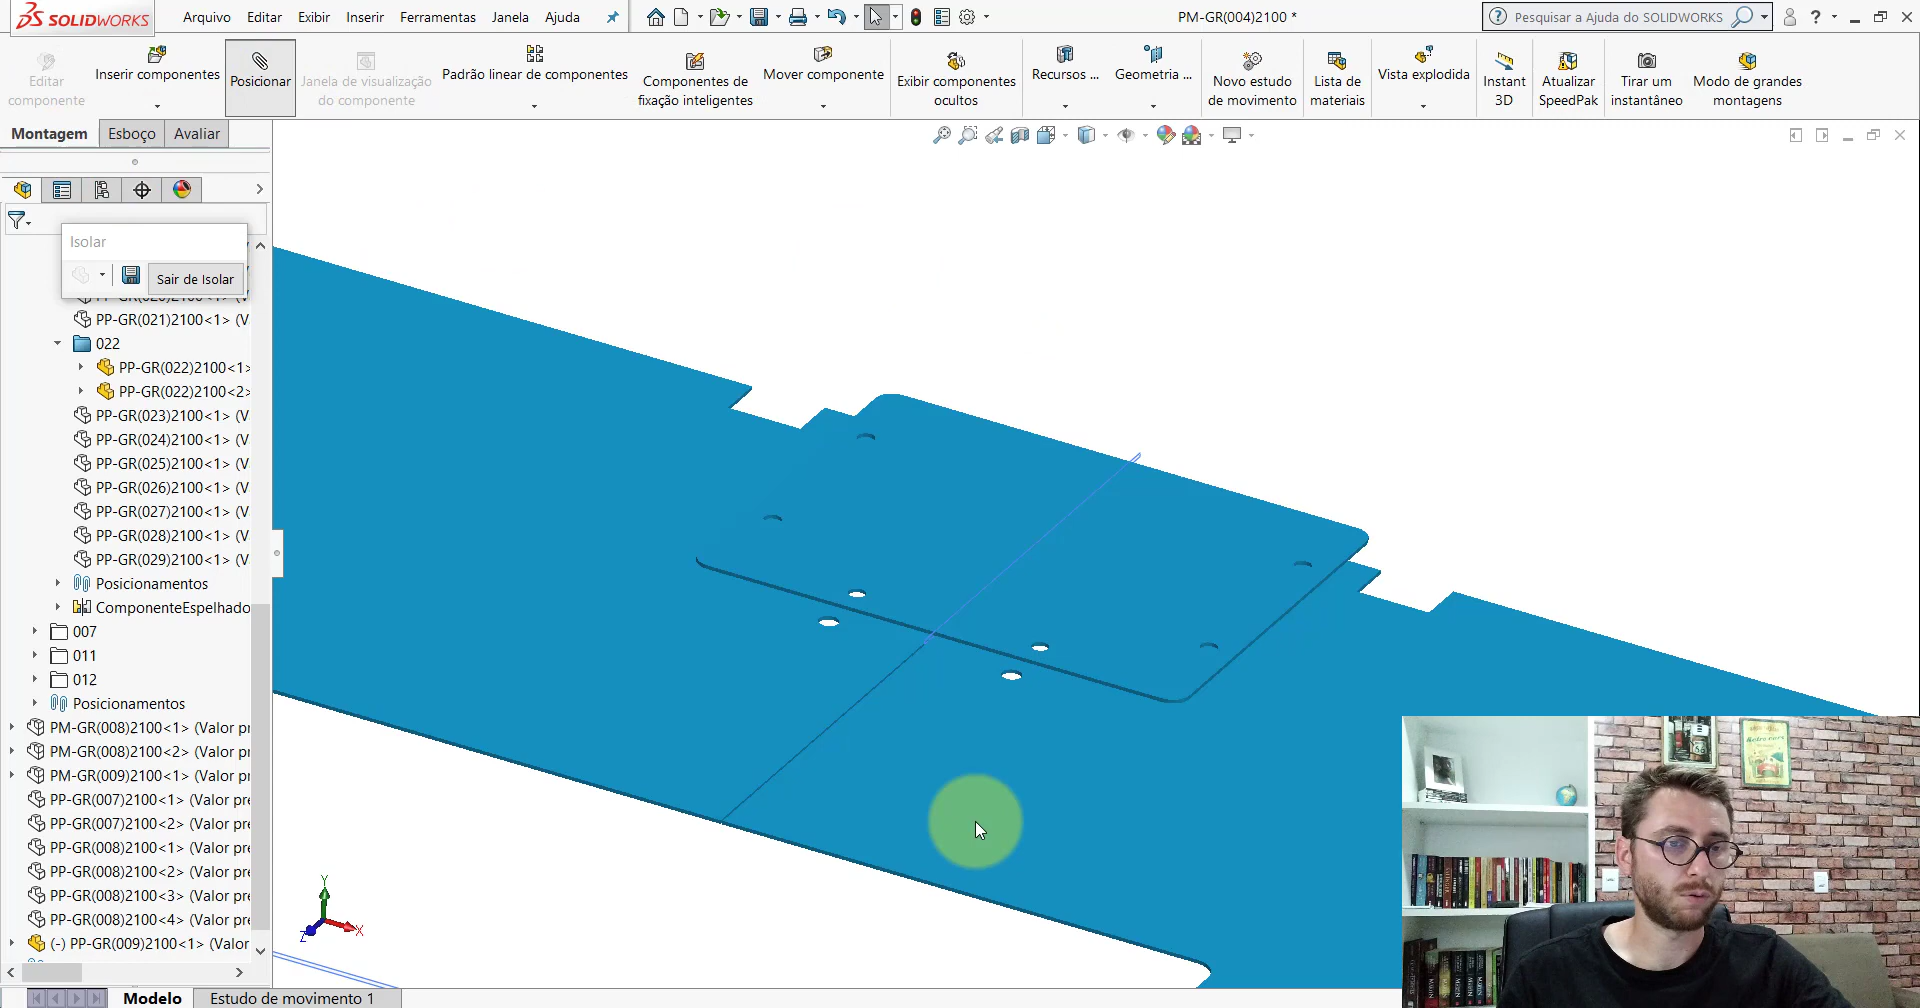 SOLIDWORKS
Arquivo
Editar
Exibir
Inserir
Ferramentas
Janela
Ajuda
PM-GR(004)2100 *
Pesquisar a Ajuda do SOLIDWORKS
Editar
componente
Inserir componentes
Posicionar
Janela de visualização
do componente
Padrão linear de componentes
Componentes de
fixação inteligentes
Mover componente
Exibir componentes
ocultos
Recursos ...
Geometria ...
Novo estudo
de movimento
Lista de
materiais
Vista explodida
Instant
3D
Atualizar
SpeedPak
Tirar um
instantâneo
Modo de grandes
montagens
Montagem
Esboço
Avaliar
Isolar
Sair de Isolar
PP-GR(021)2100<1> (V
022
PP-GR(022)2100<1>
PP-GR(022)2100<2>
PP-GR(023)2100<1> (V
PP-GR(024)2100<1> (V
PP-GR(025)2100<1> (V
PP-GR(026)2100<1> (V
PP-GR(027)2100<1> (V
PP-GR(028)2100<1> (V
PP-GR(029)2100<1> (V
Posicionamentos
ComponenteEspelhado
007
011
012
Posicionamentos
PM-GR(008)2100<1> (Valor pr
PM-GR(008)2100<2> (Valor pr
PM-GR(009)2100<1> (Valor pr
PP-GR(007)2100<1> (Valor pre
PP-GR(007)2100<2> (Valor pre
PP-GR(008)2100<1> (Valor pre
PP-GR(008)2100<2> (Valor pre
PP-GR(008)2100<3> (Valor pre
PP-GR(008)2100<4> (Valor pre
(-) PP-GR(009)2100<1> (Valor
Y
X
Z
Modelo
Estudo de movimento 1